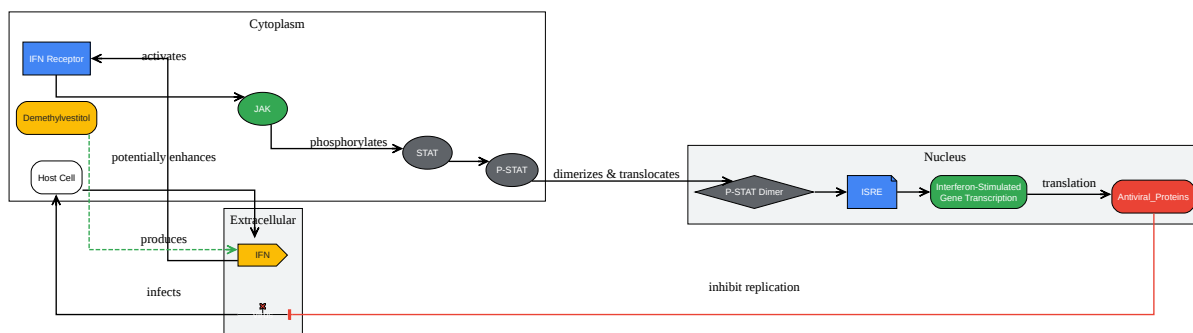 Cytoplasm
IFN Receptor
activates
Demethylvestitol
JAK
phosphorylates
STAT
P-STAT
potentially enhances
Host Cell
dimerizes & translocates
Nucleus
P-STAT Dimer
ISRE
Interferon-Stimulated
Gene Transcription
translation
Antiviral_Proteins
Extracellular
produces
IFN
infects
inhibit replication